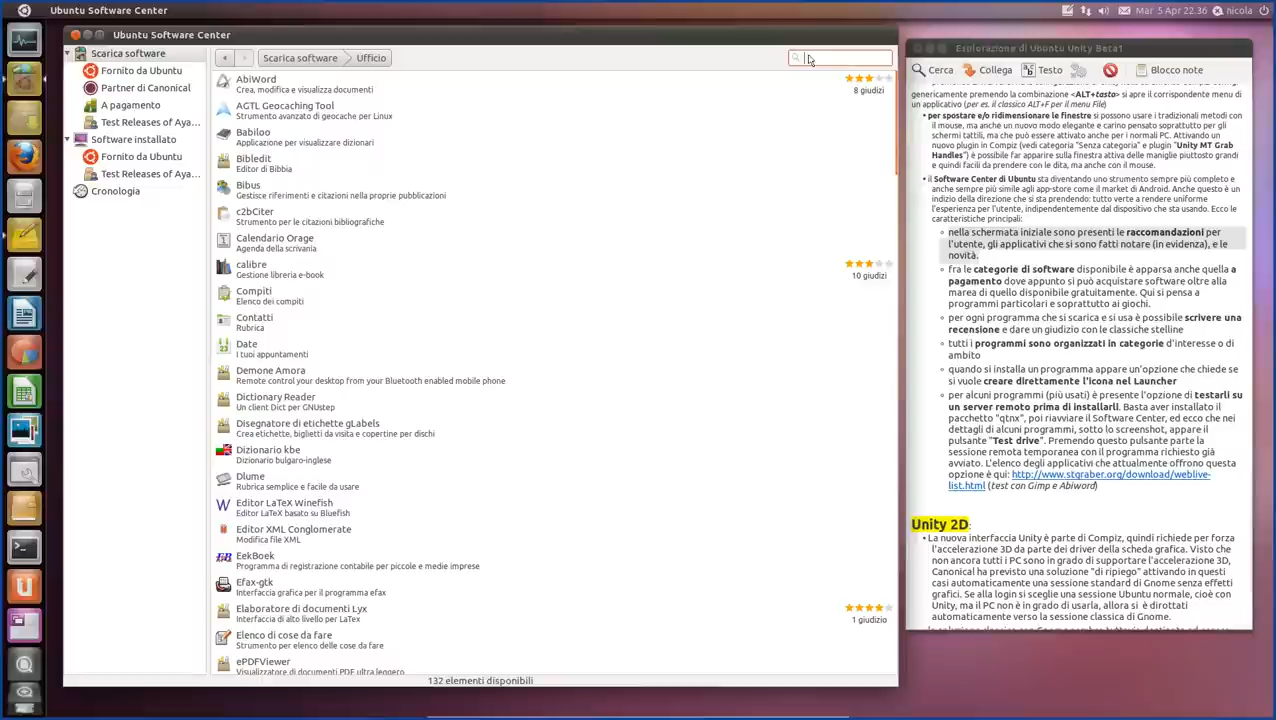 Ubuntu Software Center
Mar 5 Apr 22.36
nicola
Ubuntu Software Center
Scarica software
Fornito da Ubuntu
Partner di Canonical
A pagamento
Test Releases of Aya...
Software installato
Fornito da Ubuntu
Test Releases of Aya...
Cronologia
Scarica software
Ufficio
AbiWord
Crea, modifica e visualizza documenti
8 giudizi
AGTL Geocaching Tool
Strumento avanzato di geocache per Linux
Babiloo
Applicazione per visualizzare dizionari
Bibledit
Editor di Bibbia
Bibus
Gestisce riferimenti e citazioni nella proprie pubblicazioni
c2bCiter
Strumento per le citazioni bibliografiche
Calendario Orage
Agenda della scrivania
calibre
Gestione libreria e-book
10 giudizi
Compiti
Elenco dei compiti
Contatti
Rubrica
Date
I tuoi appuntamenti
Demone Amora
Remote control your desktop from your Bluetooth enabled mobile phone
Dictionary Reader
Un client Dict per GNUstep
Disegnatore di etichette gLabels
Crea etichette, biglietti da visita e copertine per dischi
Dizionario kbe
Dizionario bulgaro-inglese
Dlume
Rubrica semplice e facile da usare
Editor LaTeX Winefish
Editor LaTeX basato su Bluefish
Editor XML Conglomerate
Modifica file XML
EekBoek
Programma di registrazione contabile per piccole e medie imprese
Efax-gtk
Interfaccia grafica per il programma efax
Elaboratore di documenti Lyx
Interfaccia di alto livello per LaTex
1 giudizio
Elenco di cose da fare
Strumento per elenco delle cose da fare
ePDFViewer
Visualizzatore di documenti PDF ultra leggero
132 elementi disponibili
Esplorazione di Ubuntu Unity Beta1
Cerca
Collega
Testo
Blocco note
genericamente premendo la combinazione <ALT+tasto> si apre il corrispondente menu di
un applicativo (per es. il classico ALT+F per il menu File)
• per spostare e/o ridimensionare le finestre si possono usare i tradizionali metodi con
il mouse, ma anche un nuovo modo elegante e carino pensato soprattutto per gli
schermi tattili, ma che può essere attivato anche per i normali PC. Attivando un
nuovo plugin in Compiz (vedi categoria "Senza categoria" e plugin "Unity MT Grab
Handles") è possibile far apparire sulla finestra attiva delle maniglie piuttosto grandi
e quindi facili da prendere con le dita, ma anche con il mouse.
• il Software Center di Ubuntu sta diventando uno strumento sempre più completo e
anche sempre più simile agli app-store come il market di Android. Anche questo è un
indizio della direzione che si sta prendendo: tutto verte a rendere uniforme
l'esperienza per l'utente, indipendentemente dal dispositivo che sta usando. Ecco le
caratteristiche principali:
nella schermata iniziale sono presenti le raccomandazioni per
l'utente, gli applicativi che si sono fatti notare (in evidenza), e le
novità.
fra le categorie di software disponibile è apparsa anche quella a
pagamento dove appunto si può acquistare software oltre alla
marea di quello disponibile gratuitamente. Qui si pensa a
programmi particolari e soprattutto ai giochi.
per ogni programma che si scarica e si usa è possibile scrivere una
recensione e dare un giudizio con le classiche stelline
tutti i programmi sono organizzati in categorie d'interesse o di
ambito
quando si installa un programma appare un'opzione che chiede se
si vuole creare direttamente l'icona nel Launcher
per alcuni programmi (più usati) è presente l'opzione di testarli su
un server remoto prima di installarli. Basta aver installato il
pacchetto "qtnx", poi riavviare il Software Center, ed ecco che nei
dettagli di alcuni programmi, sotto lo screenshot, appare il
pulsante "Test drive". Premendo questo pulsante parte la
sessione remota temporanea con il programma richiesto già
avviato. L'elenco degli applicativi che attualmente offrono questa
opzione è qui: http://www.stgraber.org/download/weblive-
list.html (test con Gimp e Abiword)
Unity 2D:
• La nuova interfaccia Unity è parte di Compiz, quindi richiede per forza
l'accelerazione 3D da parte dei driver della scheda grafica. Visto che
non ancora tutti i PC sono in grado di supportare l'accelerazione 3D,
Canonical ha previsto una soluzione "di ripiego" attivando in questi
casi automaticamente una sessione standard di Gnome senza effetti
grafici. Se alla login si sceglie una sessione Ubuntu normale, cioè con
Unity, ma il PC non è in grado di usarla, allora si è dirottati
automaticamente verso la sessione classica di Gnome.